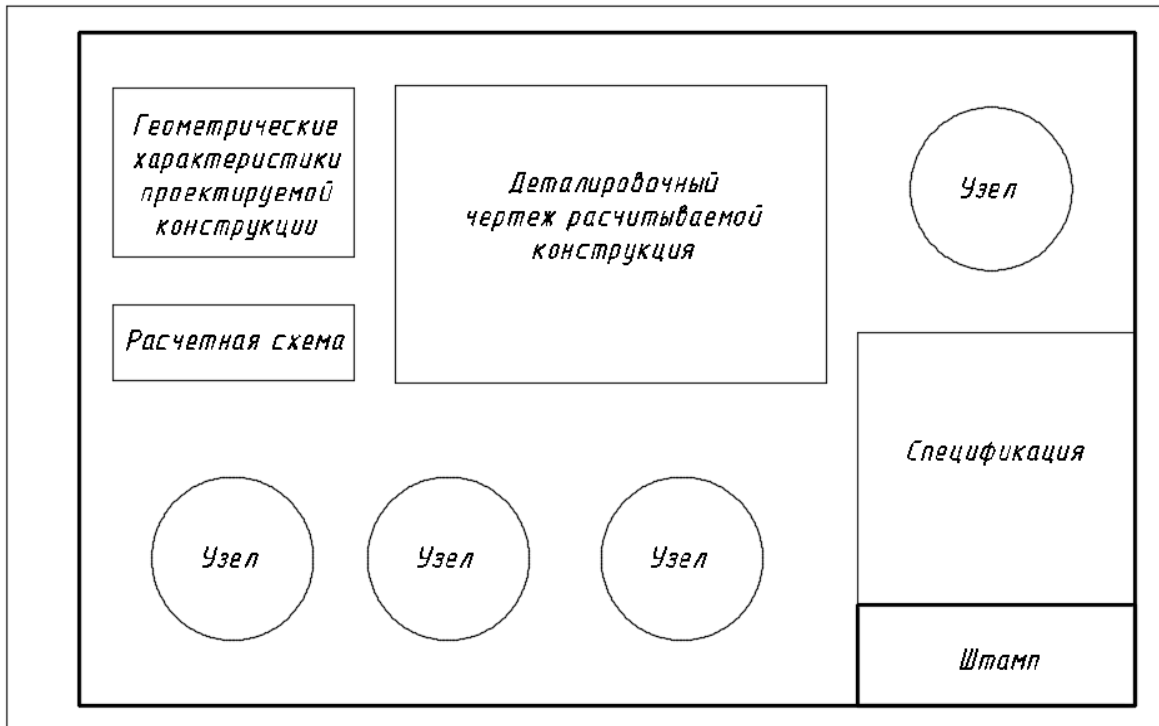 Геометрические
характеристики
проектируемой
конструкции
Деталировочный
чертеж расчитываемой
конструкция
Узел
Расчетная схема
Спецификация
Узел
Узел
Узел
Штамп